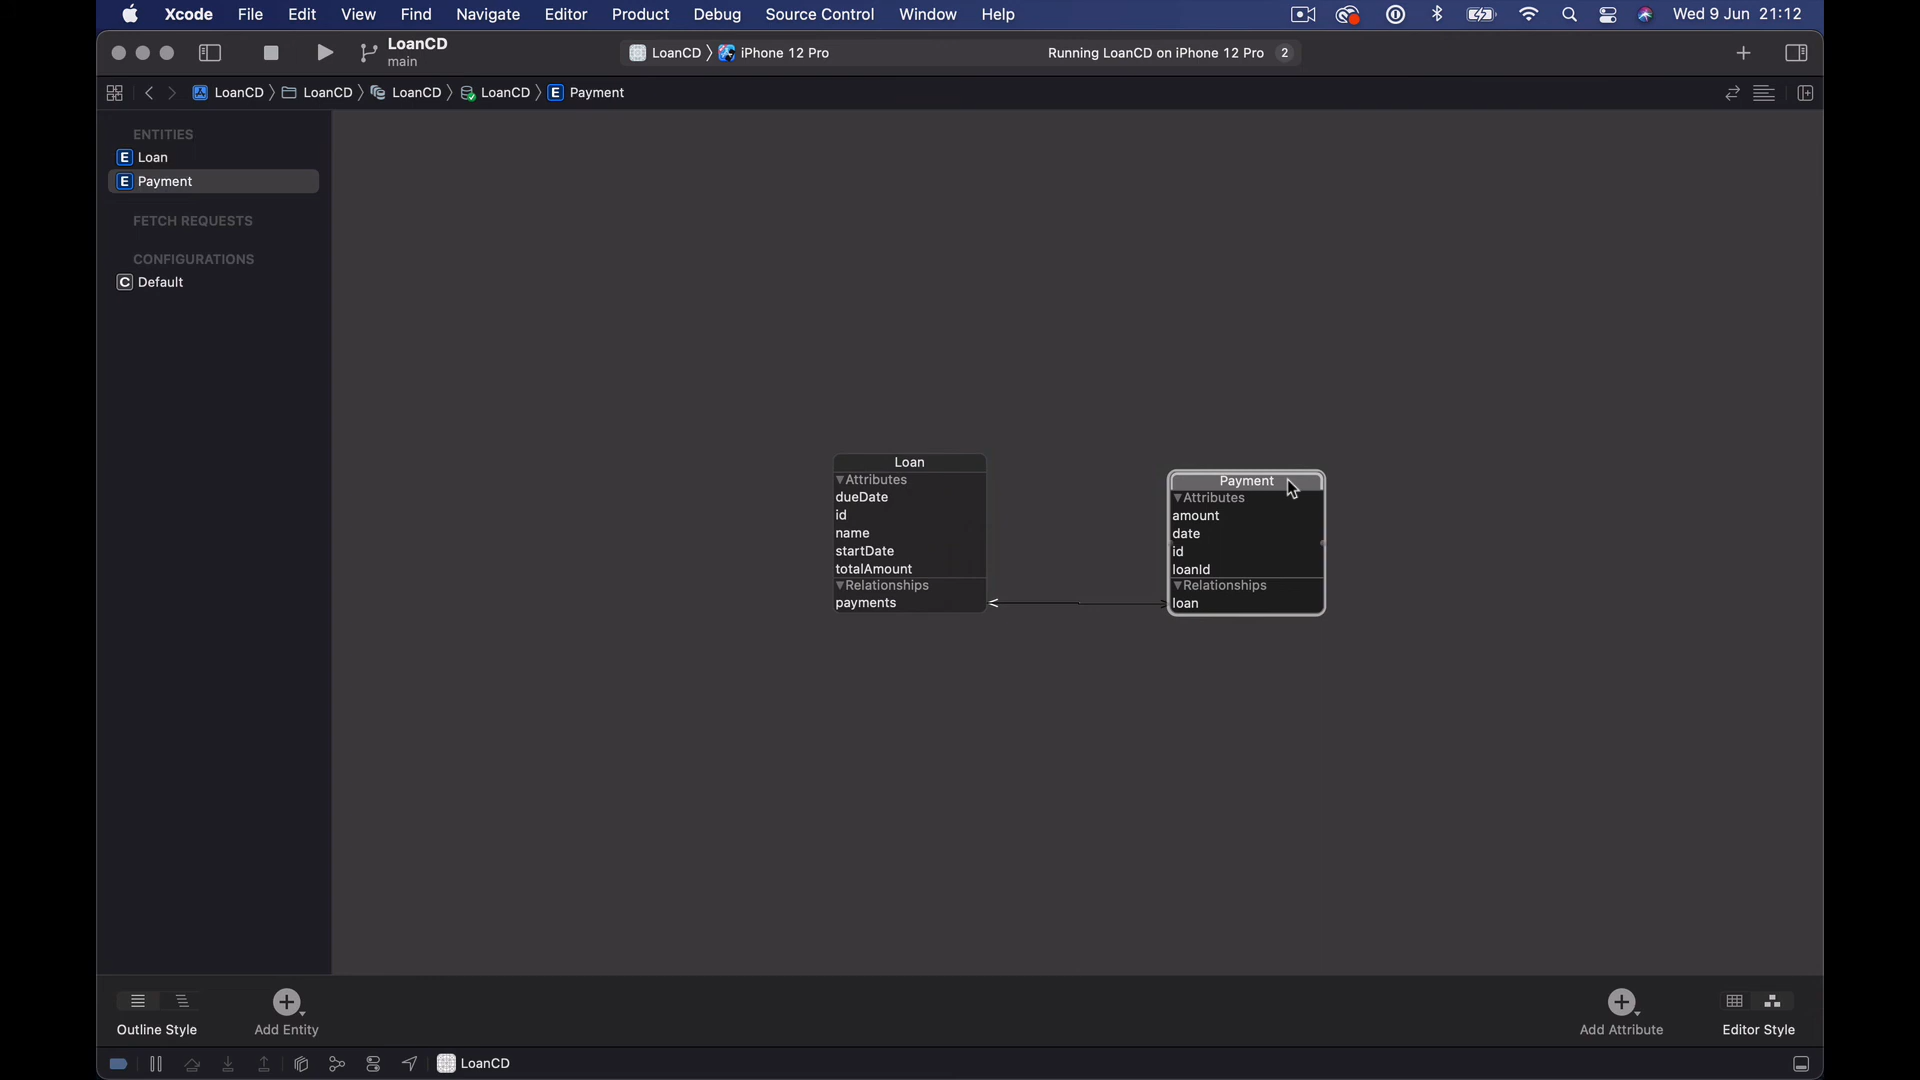 Xcode File Edit View Find Navigate Editor Product Debug Source Control Window Help Wed 9 Jun 21:12
LoanCD
main
LoanCD iPhone 12 Pro Running LoanCD on iPhone 12 Pro 2
LoanCD LoanCD LoanCD LoanCD E Payment
ENTITIES
E Loan
E Payment
FETCH REQUESTS
CONFIGURATIONS
C Default
Loan
Attributes
dueDate
id
name
startDate
totalAmount
Relationships
payments
Payment
Attributes
amount
date
id
loanId
Relationships
loan
Outline Style Add Entity Add Attribute Editor Style
LoanCD